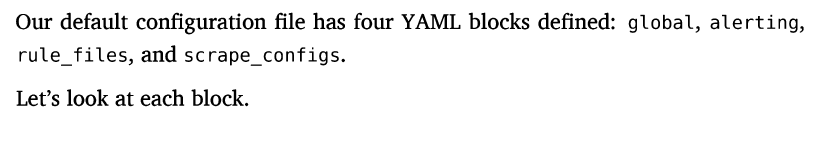 Our default configuration file has four YAML blocks defined: global, alerting,
rule_files, and scrape_configs.
Let’s look at each block.